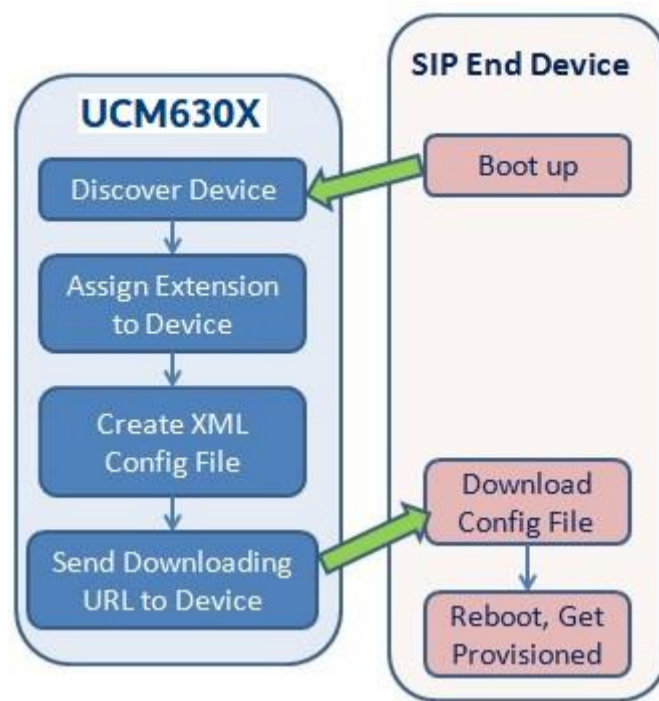 UCM630X
Discover Device
Assign Extension
to Device
Create XML
Config File
Send Downloading
URL to Device
SIP End Device
Boot up
Download
Config File
Reboot, Get
Provisioned